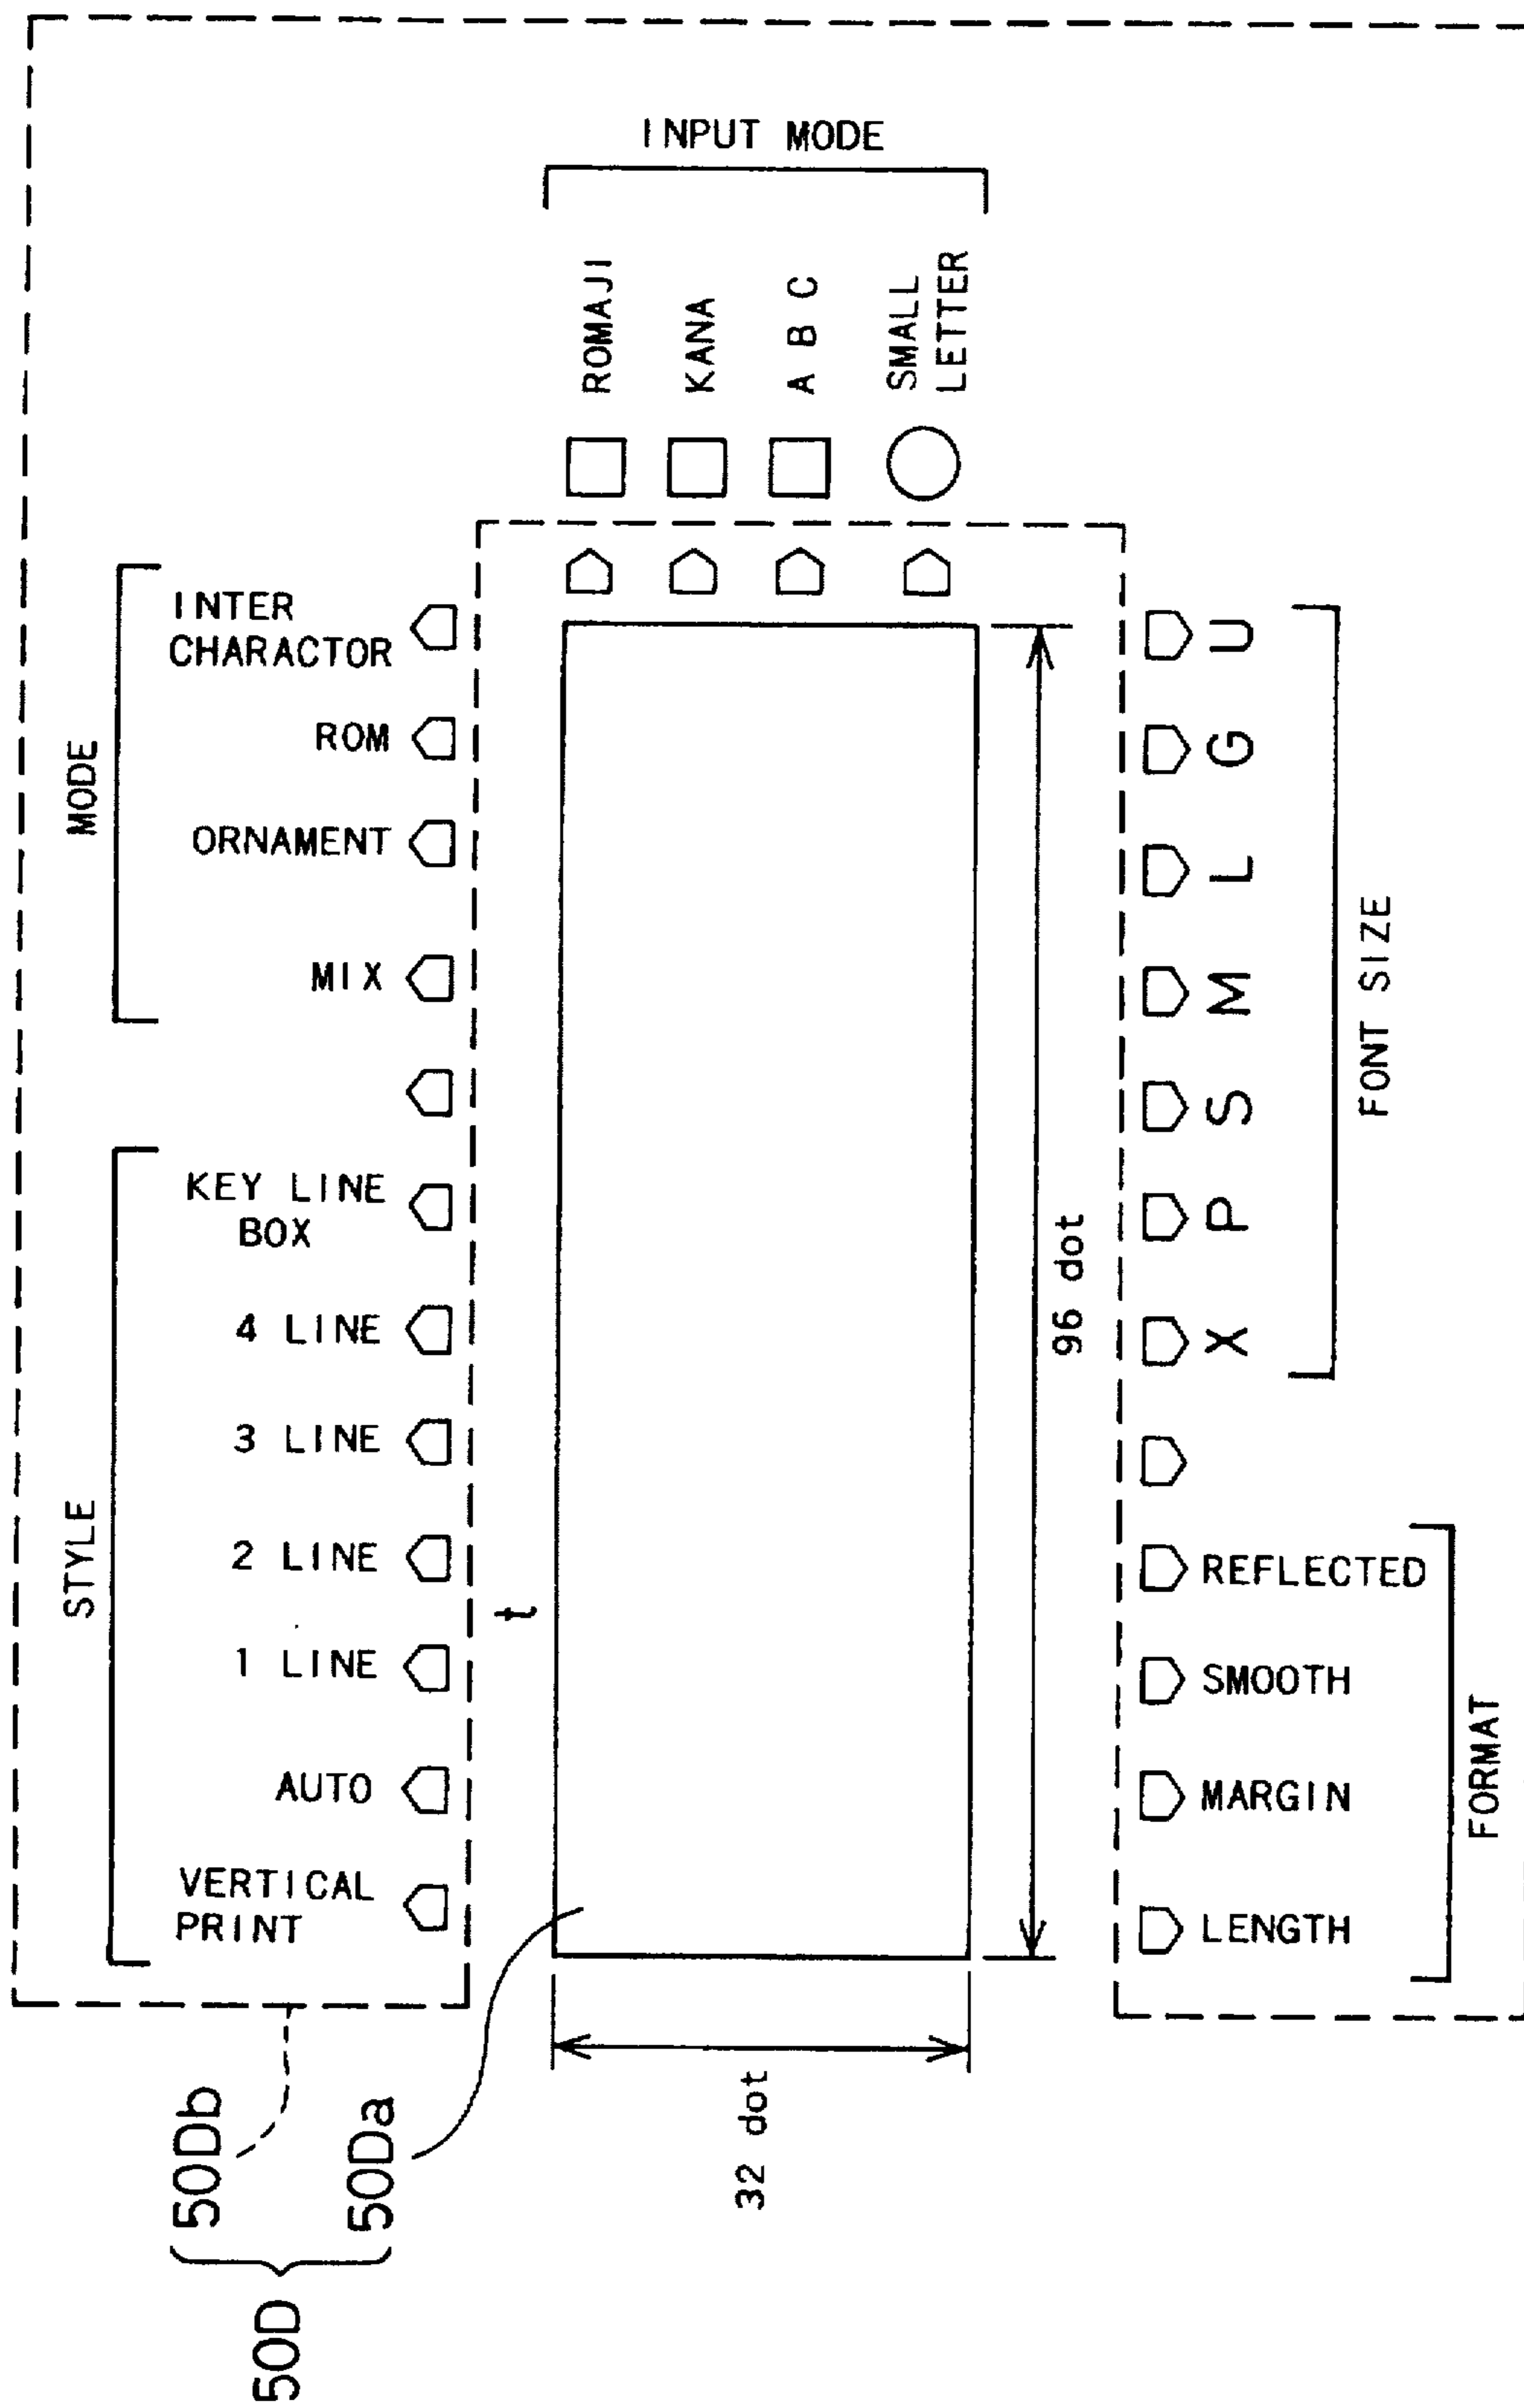 STYLE
MODE
VERTICAL
PRINT
AUTO
1 LINE
2 LINE
3 LINE
4 LINE
KEY LINE
BOX
MIX
ORNAMENT
ROM
INTER
CHARACTOR
50D
50Db
50Da
t
32 dot
96 dot
INPUT MODE
ROMAJI
KANA
A B C
SMALL
LETTER
LENGTH
MARGIN
SMOOTH
REFLECTED
X
P
S
M
L
G
U
FORMAT
FONT SIZE